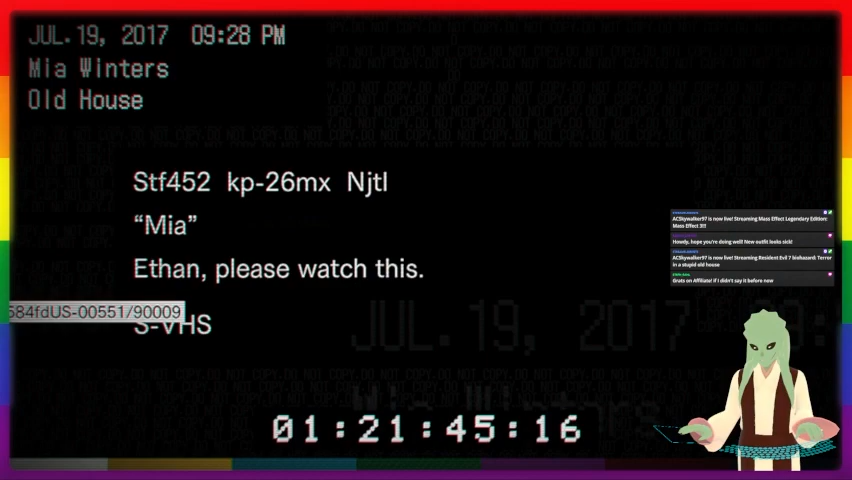 JUL.19, 2017 09:28 PM
Mia Winters
Old House
Stf452 kp-26mx Njtl
“Mia”
Ethan, please watch this.
584fdUS-00551/90009
S-VHS
JUL.19, 2017
Mia Winters
01:21:45:16
ACSkywalker97 is now live! Streaming Mass Effect Legendary Edition:
Mass Effect 3!!!
Howdy, hope you're doing well! New outfit looks sick!
ACSkywalker97 is now live! Streaming Resident Evil 7 biohazard: Terror
in a stupid old house
Grats on Affiliate! if I didn't say it before now